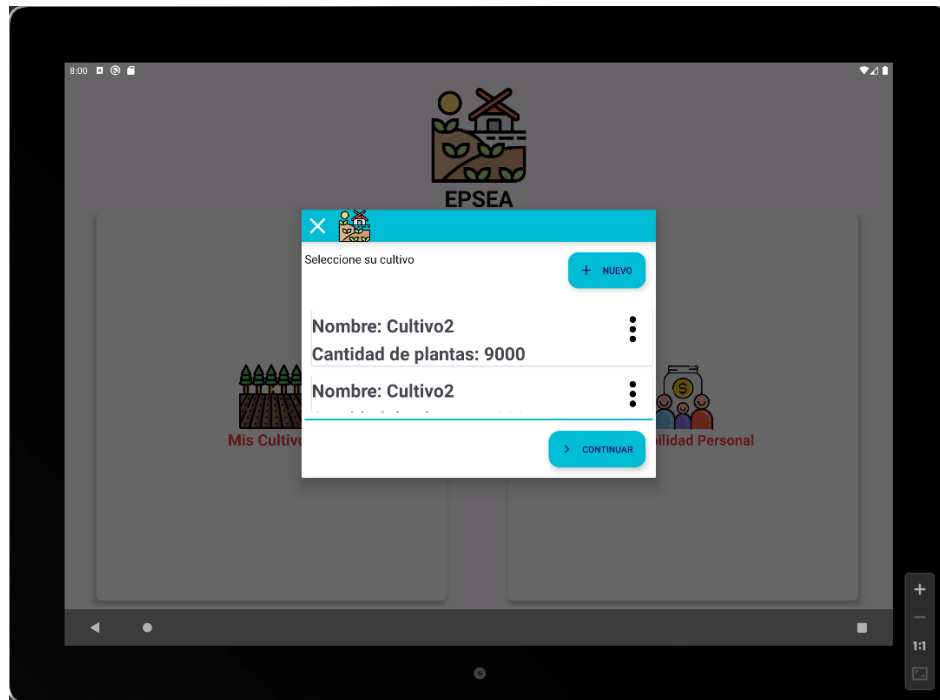 8:00
EPSEA
Seleccione su cultivo
+ NUEVO
Nombre: Cultivo2
Cantidad de plantas: 9000
Nombre: Cultivo2
Mis Cultivo
ilidad Personal
> CONTINUAR
1:1